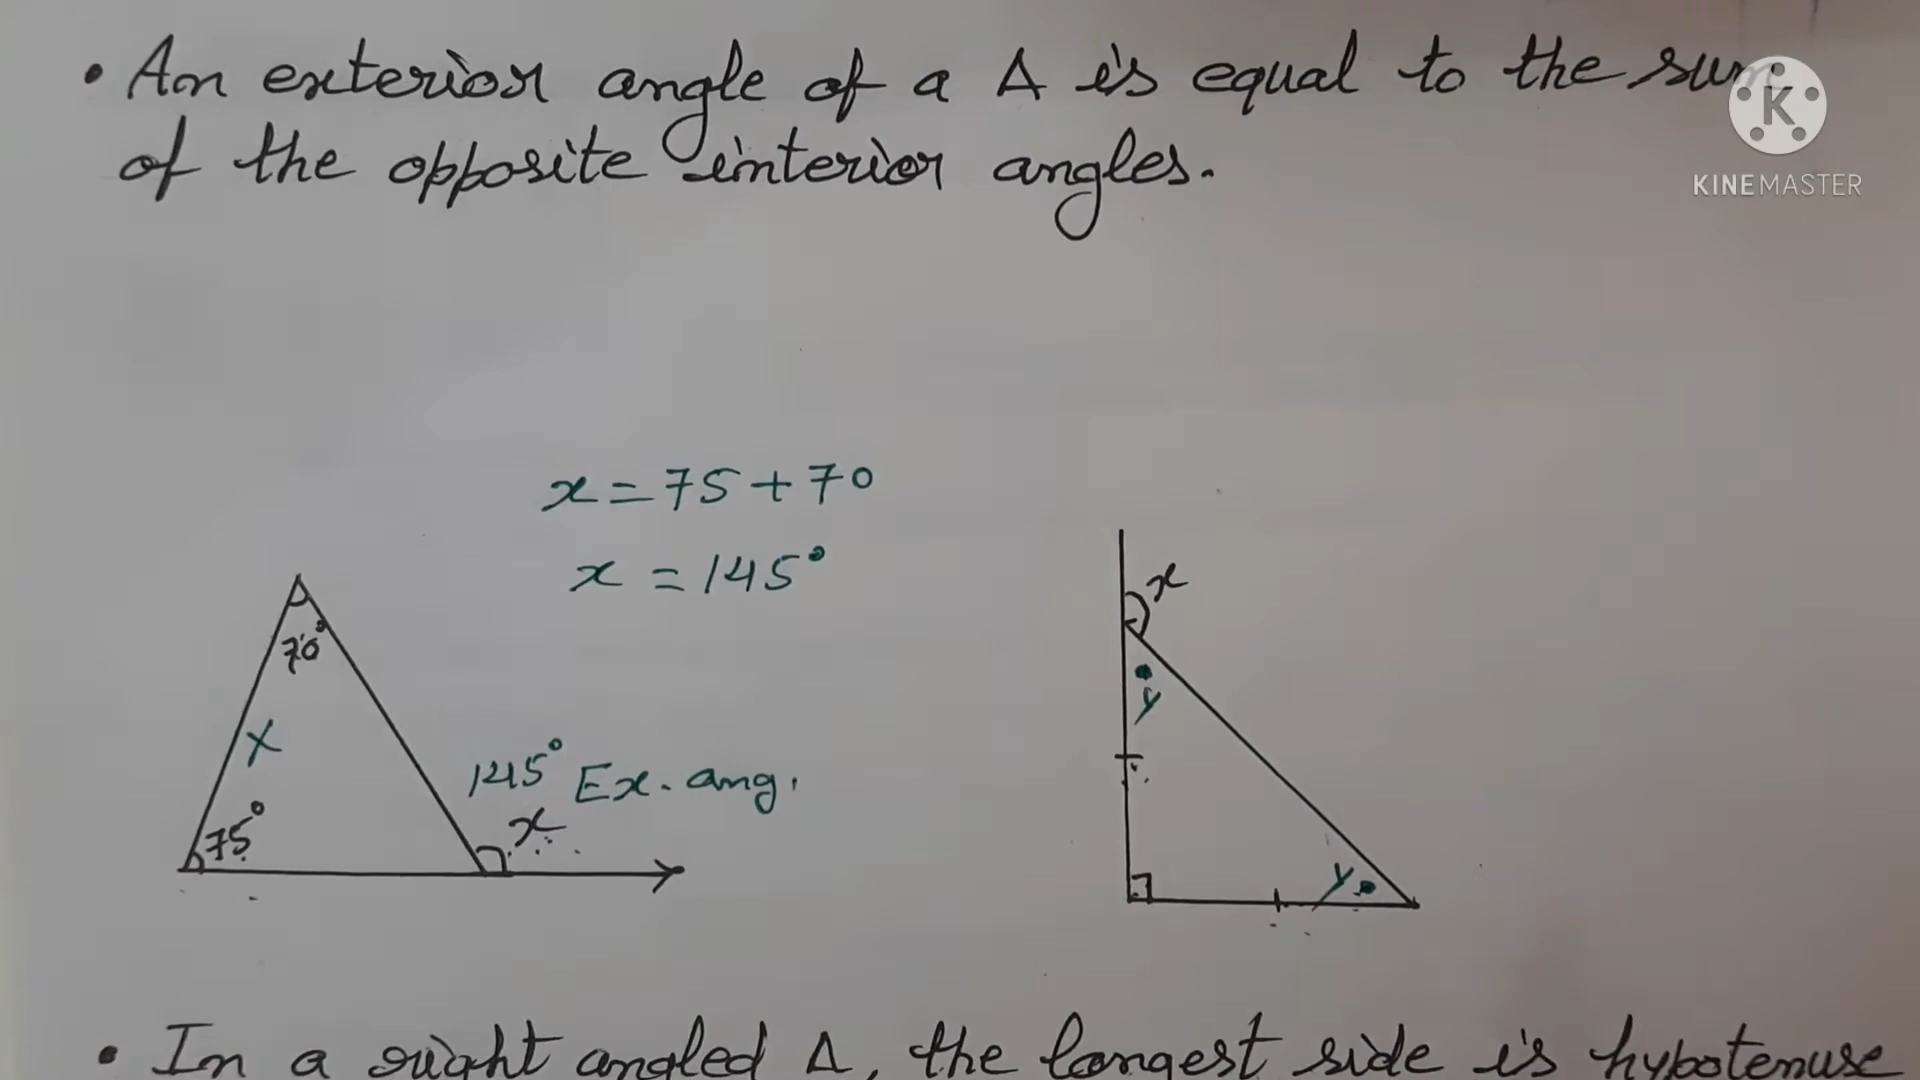 • An exterior angle of a Δ is equal to the sum
of the opposite interior angles.
KINEMASTER
x = 75 + 70
x = 145°
70°
X
75°
145° Ex. ang.
x
x
y
y
• In a right angled Δ, the longest side is hypotenuse